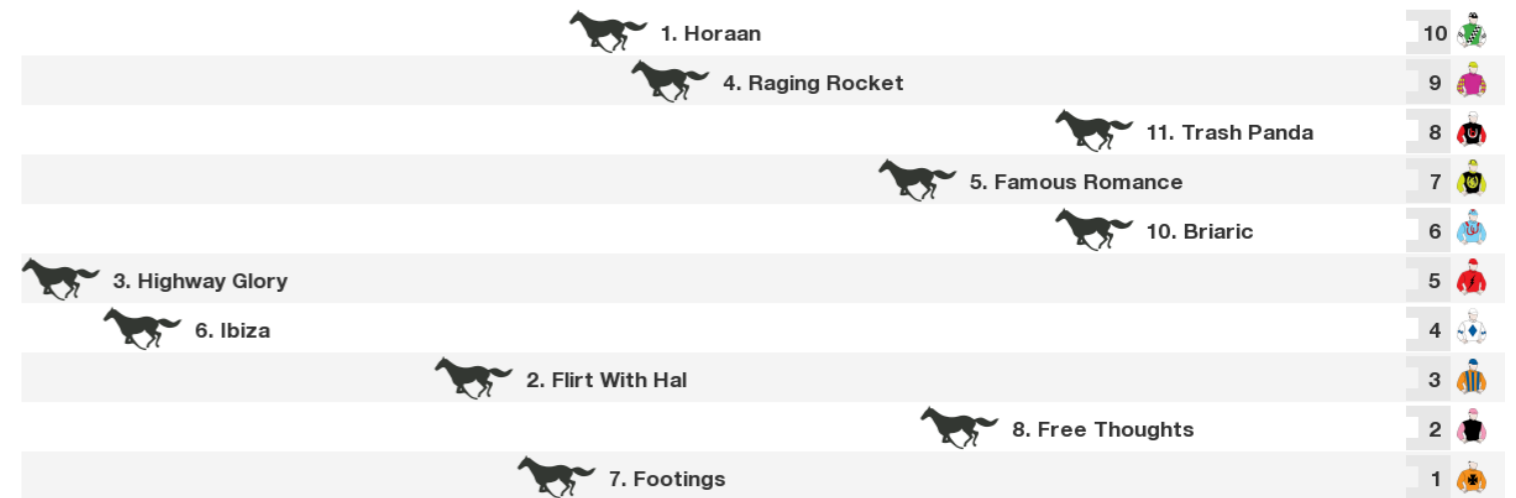 1. Horaan 10
4. Raging Rocket 9
11. Trash Panda 8
5. Famous Romance 7
10. Briaric 6
3. Highway Glory 5
6. Ibiza 4
2. Flirt With Hal 3
8. Free Thoughts 2
7. Footings 1